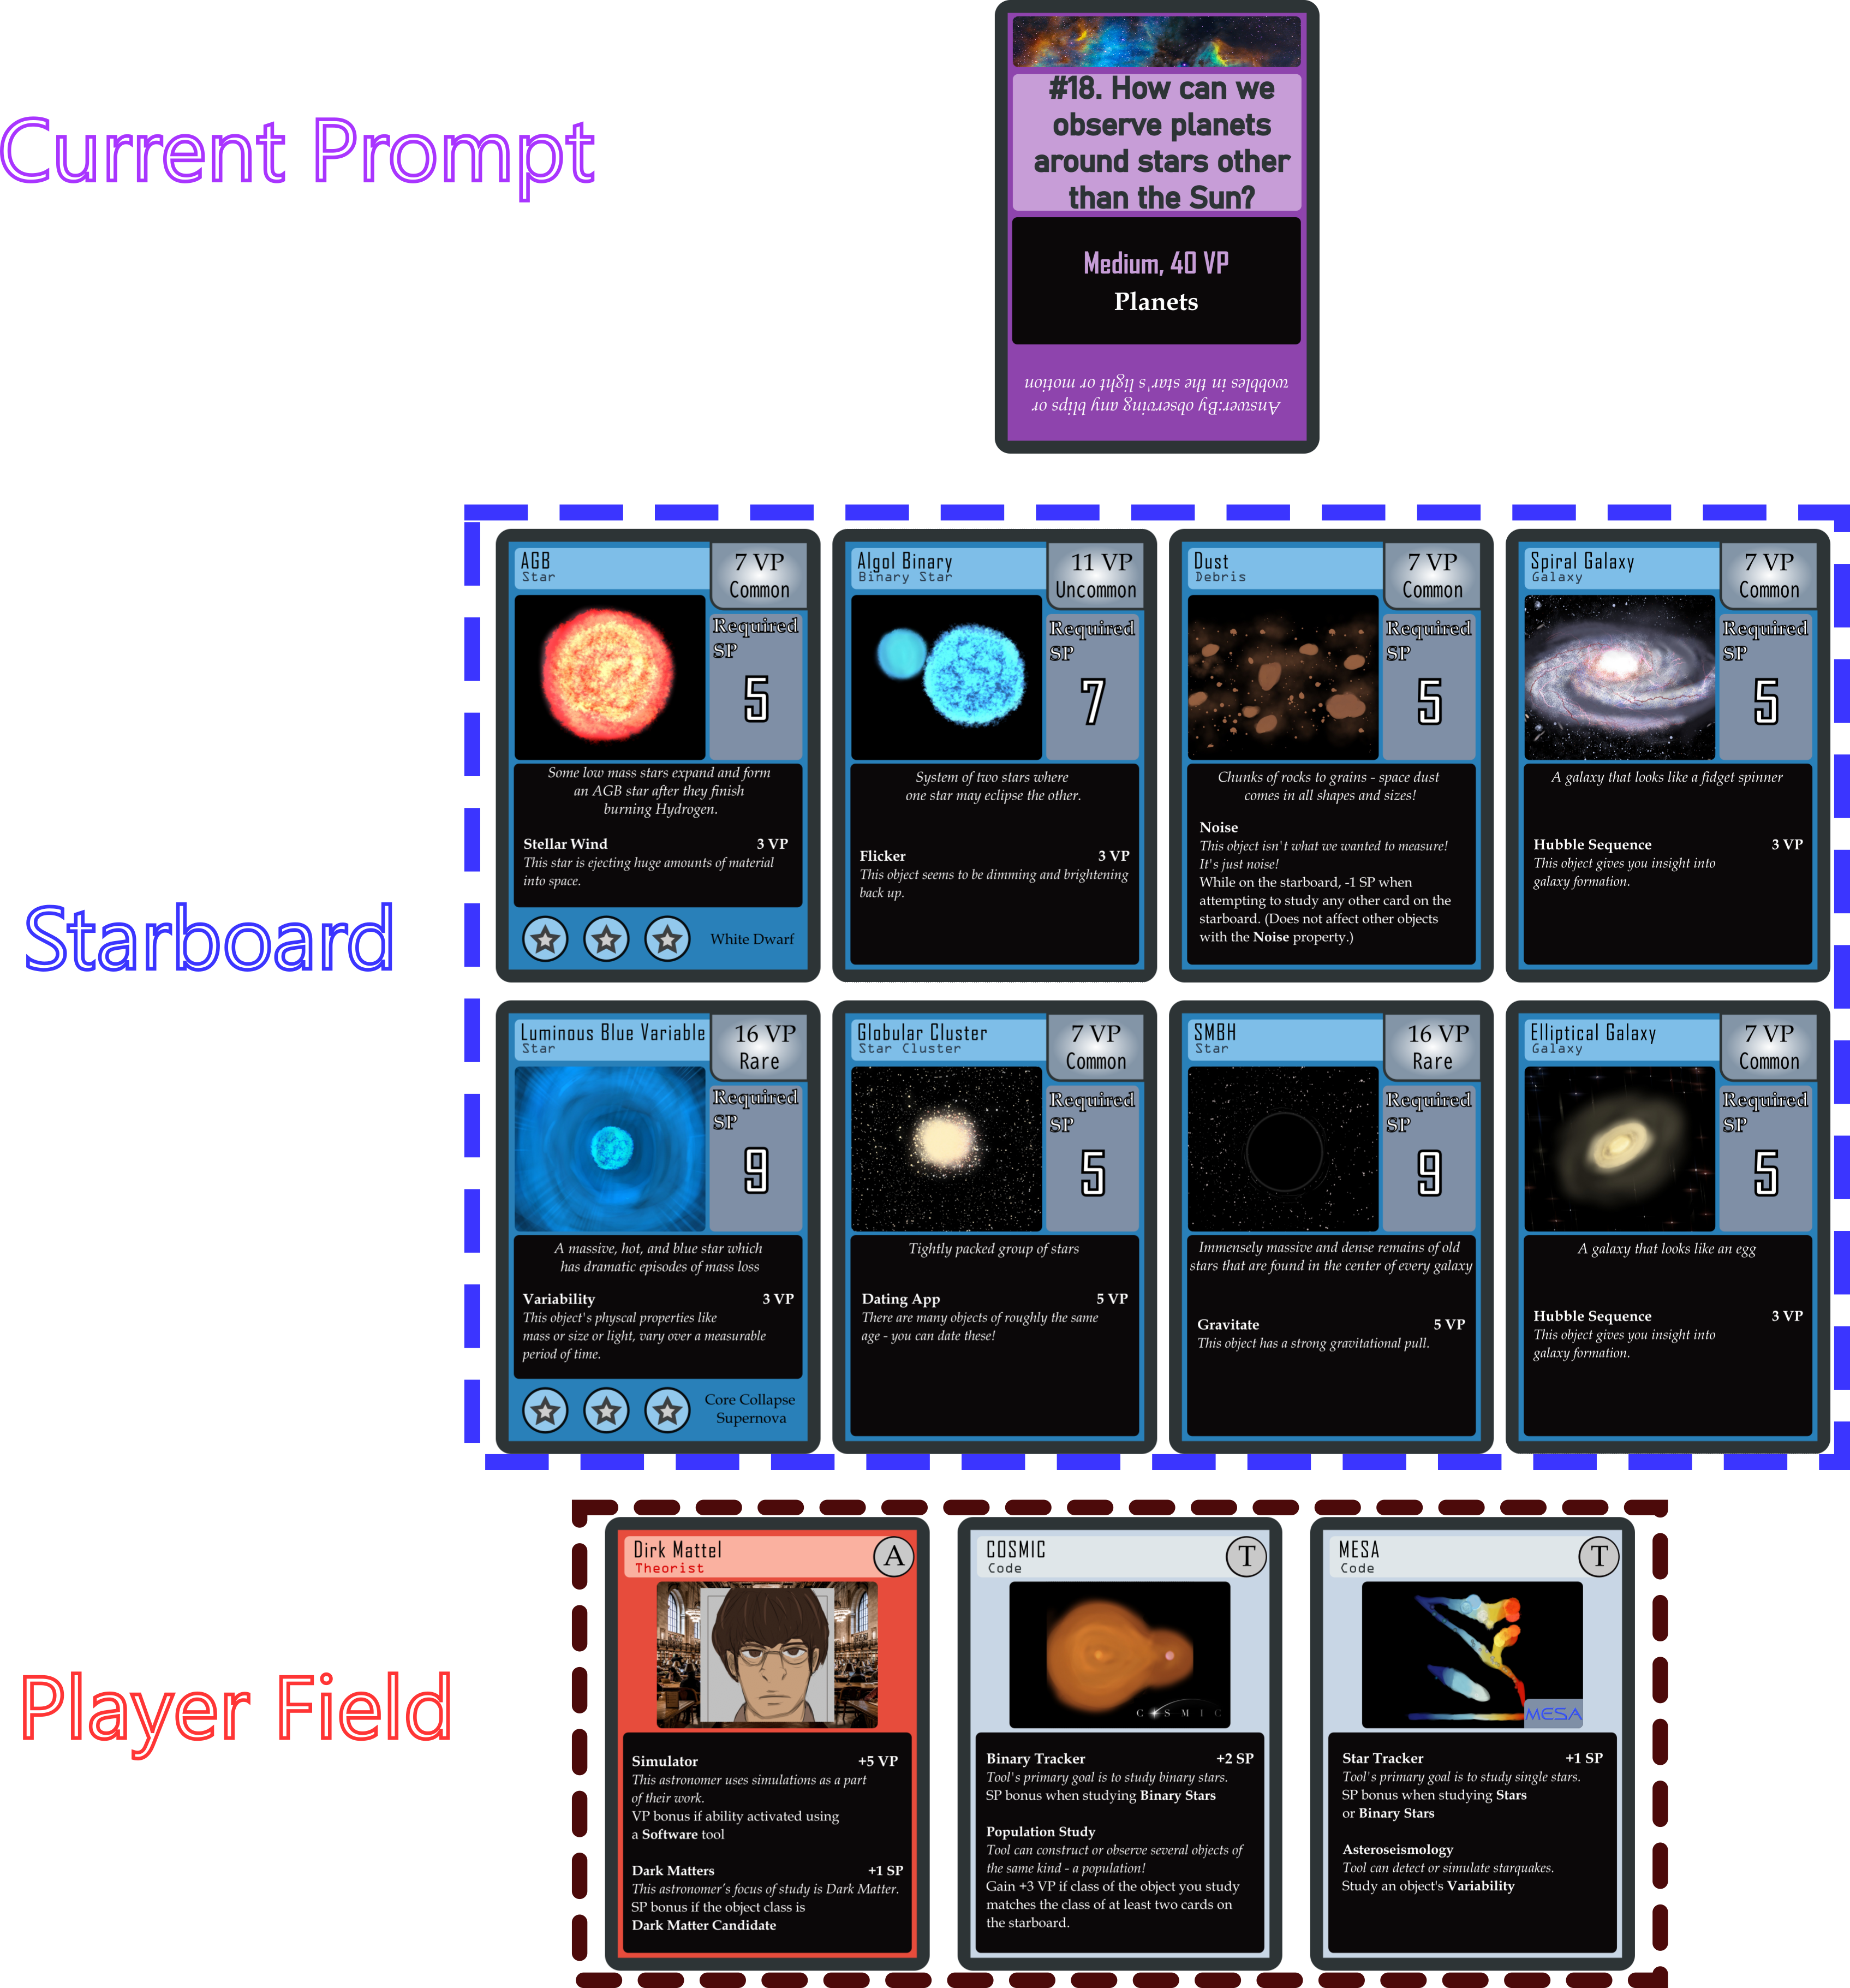 Current Prompt
#18. How can we
observe planets
around stars other
than the Sun?
Medium, 40 VP
Planets
Answer:By observing any blips or
wobbles in the star's light or motion
Starboard
AGB
Star
7 VP
Common
Required
SP
5
Some low mass stars expand and form
an AGB star after they finish
burning Hydrogen.
Stellar Wind 3 VP
This star is ejecting huge amounts of material
into space.
White Dwarf
Algol Binary
Binary Star
11 VP
Uncommon
Required
SP
7
System of two stars where
one star may eclipse the other.
Flicker 3 VP
This object seems to be dimming and brightening
back up.
Dust
Debris
7 VP
Common
Required
SP
5
Chunks of rocks to grains - space dust
comes in all shapes and sizes!
Noise
This object isn't what we wanted to measure!
It's just noise!
While on the starboard, -1 SP when
attempting to study any other card on the
starboard. (Does not affect other objects
with the Noise property.)
Spiral Galaxy
Galaxy
7 VP
Common
Required
SP
5
A galaxy that looks like a fidget spinner
Hubble Sequence 3 VP
This object gives you insight into
galaxy formation.
Luminous Blue Variable
Star
16 VP
Rare
Required
SP
9
A massive, hot, and blue star which
has dramatic episodes of mass loss
Variability 3 VP
This object's physcal properties like
mass or size or light, vary over a measurable
period of time.
Core Collapse
Supernova
Globular Cluster
Star Cluster
7 VP
Common
Required
SP
5
Tightly packed group of stars
Dating App 5 VP
There are many objects of roughly the same
age - you can date these!
SMBH
Star
16 VP
Rare
Required
SP
9
Immensely massive and dense remains of old
stars that are found in the center of every galaxy
Gravitate 5 VP
This object has a strong gravitational pull.
Elliptical Galaxy
Galaxy
7 VP
Common
Required
SP
5
A galaxy that looks like an egg
Hubble Sequence 3 VP
This object gives you insight into
galaxy formation.
Player Field
Dirk Mattel
Theorist
A
Simulator +5 VP
This astronomer uses simulations as a part
of their work.
VP bonus if ability activated using
a Software tool
Dark Matters +1 SP
This astronomer's focus of study is Dark Matter.
SP bonus if the object class is
Dark Matter Candidate
COSMIC
Code
T
COSMIC
Binary Tracker +2 SP
Tool's primary goal is to study binary stars.
SP bonus when studying Binary Stars
Population Study
Tool can construct or observe several objects of
the same kind - a population!
Gain +3 VP if class of the object you study
matches the class of at least two cards on
the starboard.
MESA
Code
T
MESA
Star Tracker +1 SP
Tool's primary goal is to study single stars.
SP bonus when studying Stars
or Binary Stars
Asteroseismology
Tool can detect or simulate starquakes.
Study an object's Variability